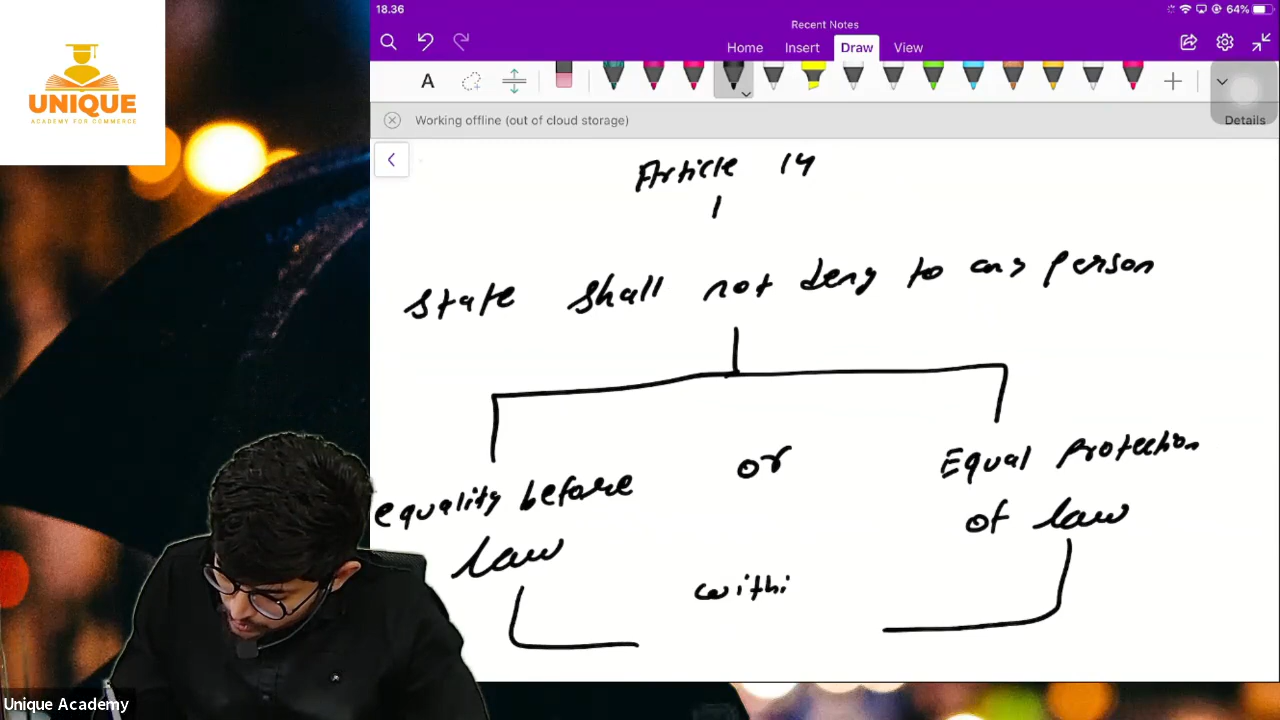 UNIQUE
ACADEMY FOR COMMERCE
18.36
64%
Recent Notes
Home Insert Draw View
A
Working offline (out of cloud storage)
Details
Article 14
State shall not deny to any person
equality before
law
or
Equal Protection
of law
withi
Unique Academy